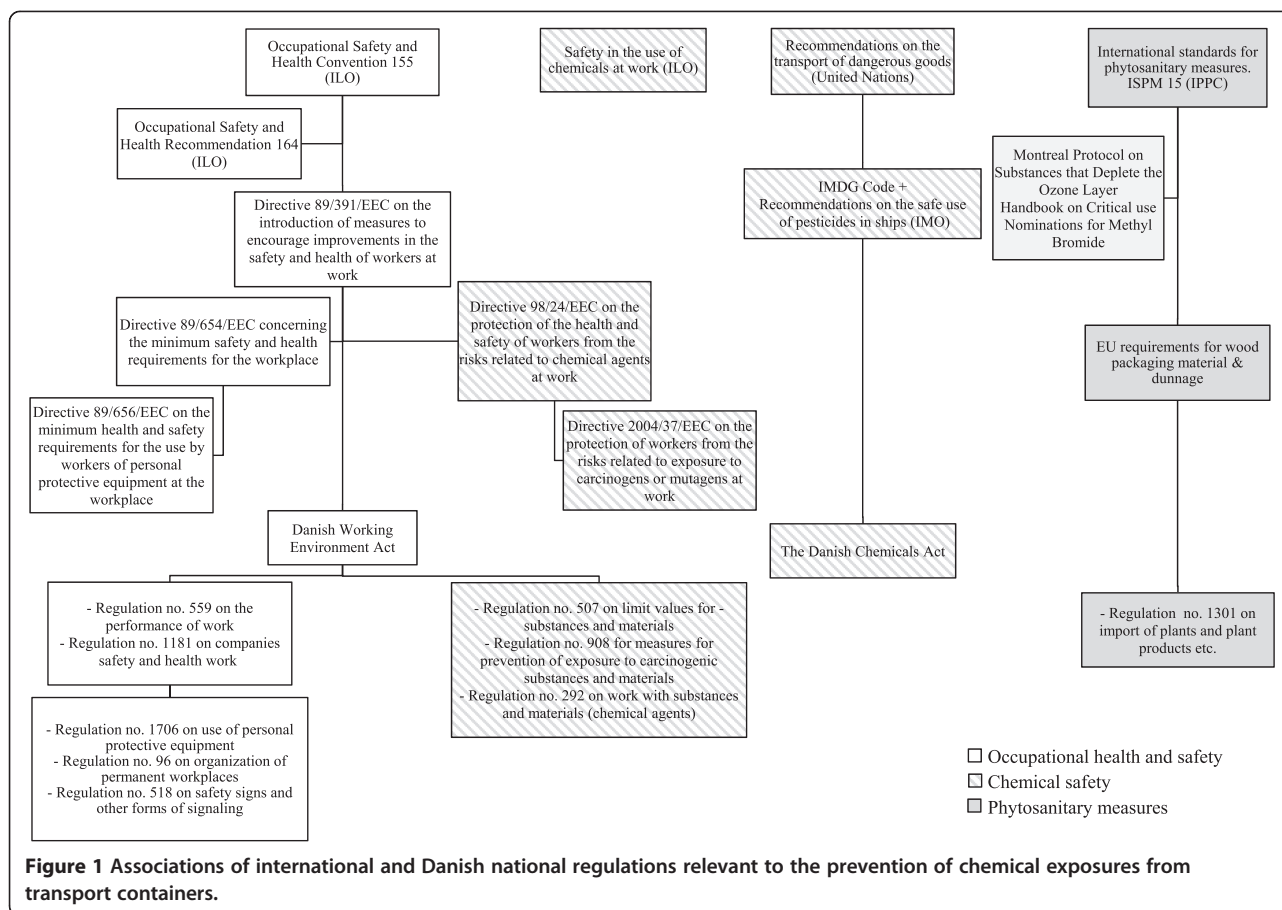 Occupational Safety and
Health Convention 155
(ILO)
Safety in the use of
chemicals at work (ILO)
Recommendations on the
transport of dangerous goods
(United Nations)
International standards for
phytosanitary measures.
ISPM 15 (IPPC)
Occupational Safety and
Health Recommendation 164
(ILO)
Montreal Protocol on
Substances that Deplete the
Ozone Layer
Handbook on Critical use
Nominations for Methyl
Bromide
IMDG Code +
Recommendations on the safe
use of pesticides in ships (IMO)
Directive 89/391/EEC on the
introduction of measures to
encourage improvements in the
safety and health of workers at
work
Directive 89/654/EEC concerning
the minimum safety and health
requirements for the workplace
Directive 98/24/EEC on the
protection of the health and
safety of workers from the
risks related to chemical agents
at work
EU requirements for wood
packaging material &
dunnage
Directive 89/656/EEC on the
minimum health and safety
requirements for the use by
workers of personal
protective equipment at the
workplace
Directive 2004/37/EEC on the
protection of workers from the
risks related to exposure to
carcinogens or mutagens at
work
Danish Working
Environment Act
The Danish Chemicals Act
- Regulation no. 559 on the
performance of work
- Regulation no. 1181 on companies
safety and health work
- Regulation no. 507 on limit values for -
substances and materials
- Regulation no. 908 for measures for
prevention of exposure to carcinogenic
substances and materials
- Regulation no. 292 on work with substances
and materials (chemical agents)
- Regulation no. 1301 on
import of plants and plant
products etc.
- Regulation no. 1706 on use of personal
protective equipment
- Regulation no. 96 on organization of
permanent workplaces
- Regulation no. 518 on safety signs and
other forms of signaling
Occupational health and safety
Chemical safety
Phytosanitary measures
Figure 1 Associations of international and Danish national regulations relevant to the prevention of chemical exposures from
transport containers.